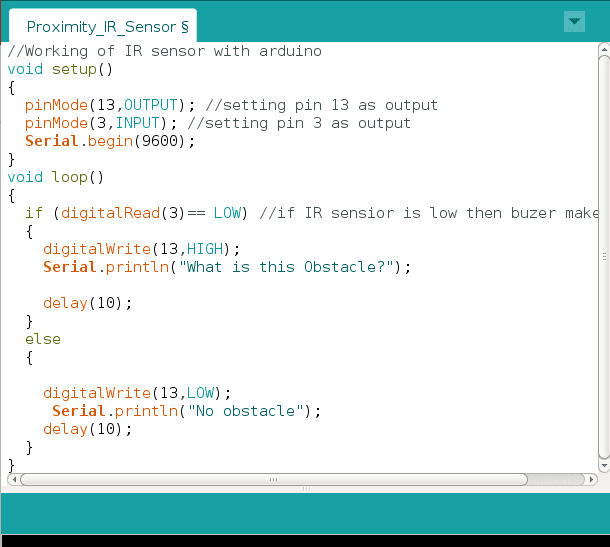 Proximity_IR_Sensor §
//Working of IR sensor with arduino
void setup()
{
  pinMode(13,OUTPUT); //setting pin 13 as output
  pinMode(3,INPUT); //setting pin 3 as output
  Serial.begin(9600);
}
void loop()
{
  if (digitalRead(3)== LOW) //if IR sensior is low then buzer make
  {
    digitalWrite(13,HIGH);
    Serial.println("What is this Obstacle?");
    delay(10);
  }
  else
  {
    digitalWrite(13,LOW);
     Serial.println("No obstacle");
    delay(10);
  }
}